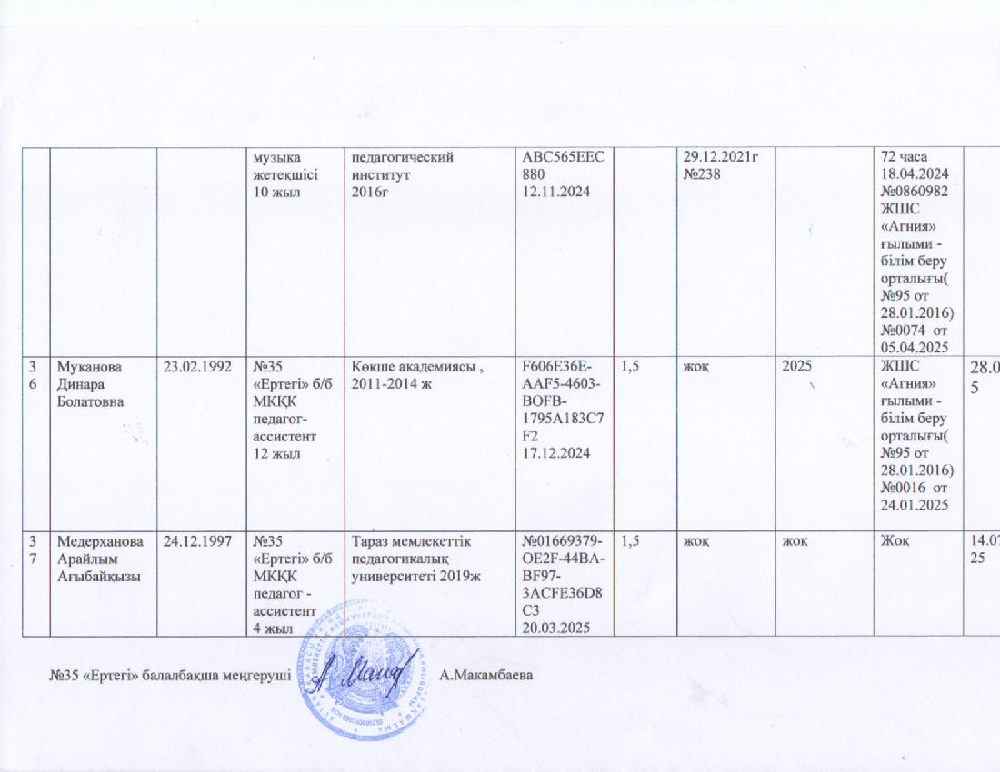 музыка
жетекшісі
10 жыл
педагогический
институт
2016г
ABC565EEC
880
12.11.2024
29.12.2021г
№238
72 часа
18.04.2024
№0860982
ЖШС
«Агния»
ғылыми -
білім беру
орталығы(
№95 от
28.01.2016)
№0074 от
05.04.2025
3
6
Муканова
Динара
Болатовна
23.02.1992
№35
«Ертегі» б/б
МКҚК
педагог-
ассистент
12 жыл
Көкше академиясы ,
2011-2014 ж
F606E36E-
AAF5-4603-
BOFB-
1795A183C7
F2
17.12.2024
1,5
жоқ
2025
ЖШС
«Агния»
ғылыми -
білім беру
орталығы(
№95 от
28.01.2016)
№0016 от
24.01.2025
28.0
5
3
7
Медерханова
Арайлым
Ағыбайқызы
24.12.1997
№35
«Ертегі» б/б
МКҚК
педагог -
ассистент
4 жыл
Тараз мемлекеттік
педагогикалық
университеті 2019ж
№01669379-
OE2F-44BA-
BF97-
3ACFE36D8
C3
20.03.2025
1,5
жоқ
жоқ
Жоқ
14.07
25
№35 «Ертегі» балалбақша меңгеруші
А.Макамбаева